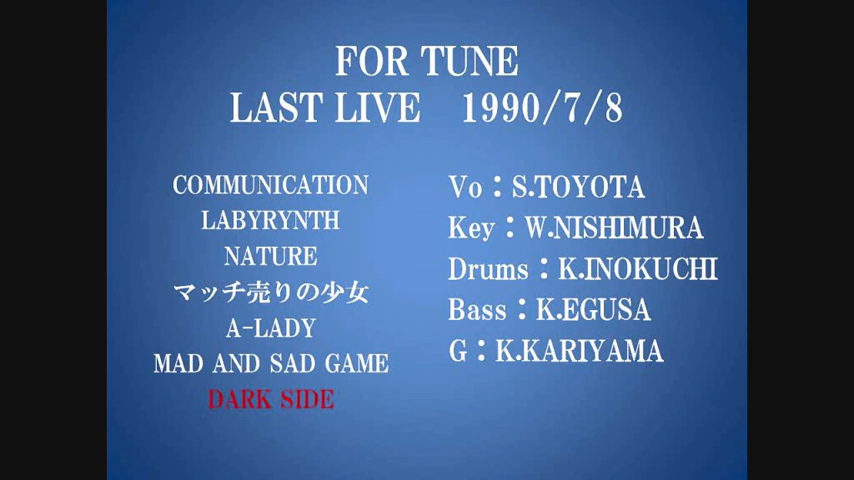 FOR TUNE
LAST LIVE　1990/7/8
COMMUNICATION
LABYRYNTH
NATURE
マッチ売りの少女
A-LADY
MAD AND SAD GAME
DARK SIDE
Vo：S.TOYOTA
Key：W.NISHIMURA
Drums：K.INOKUCHI
Bass：K.EGUSA
G：K.KARIYAMA